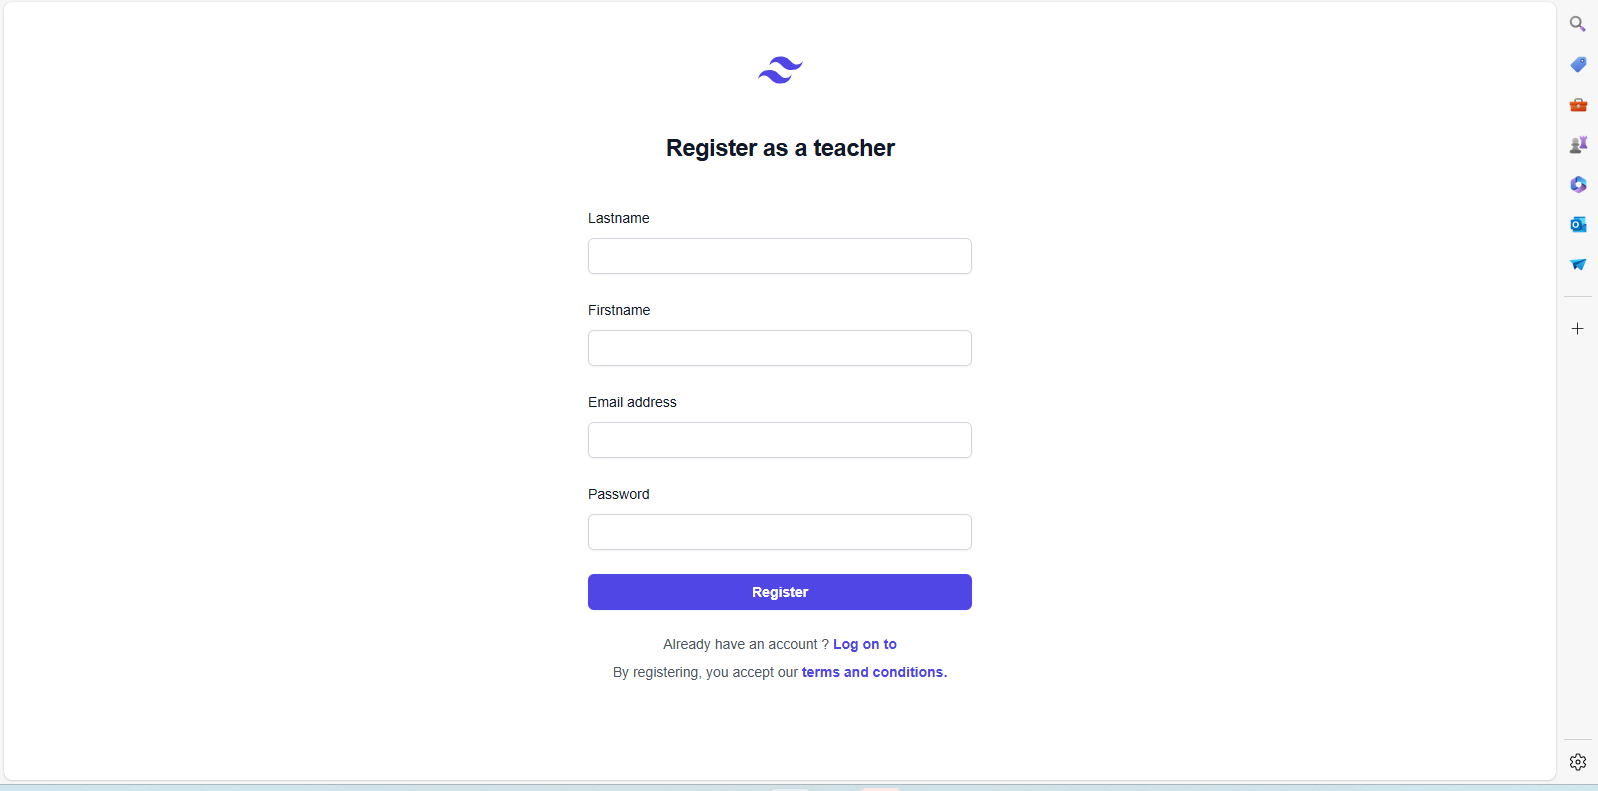 Register as a teacher
Lastname
Firstname
Email address
Password
Register
Already have an account ? Log on to
By registering, you accept our terms and conditions.